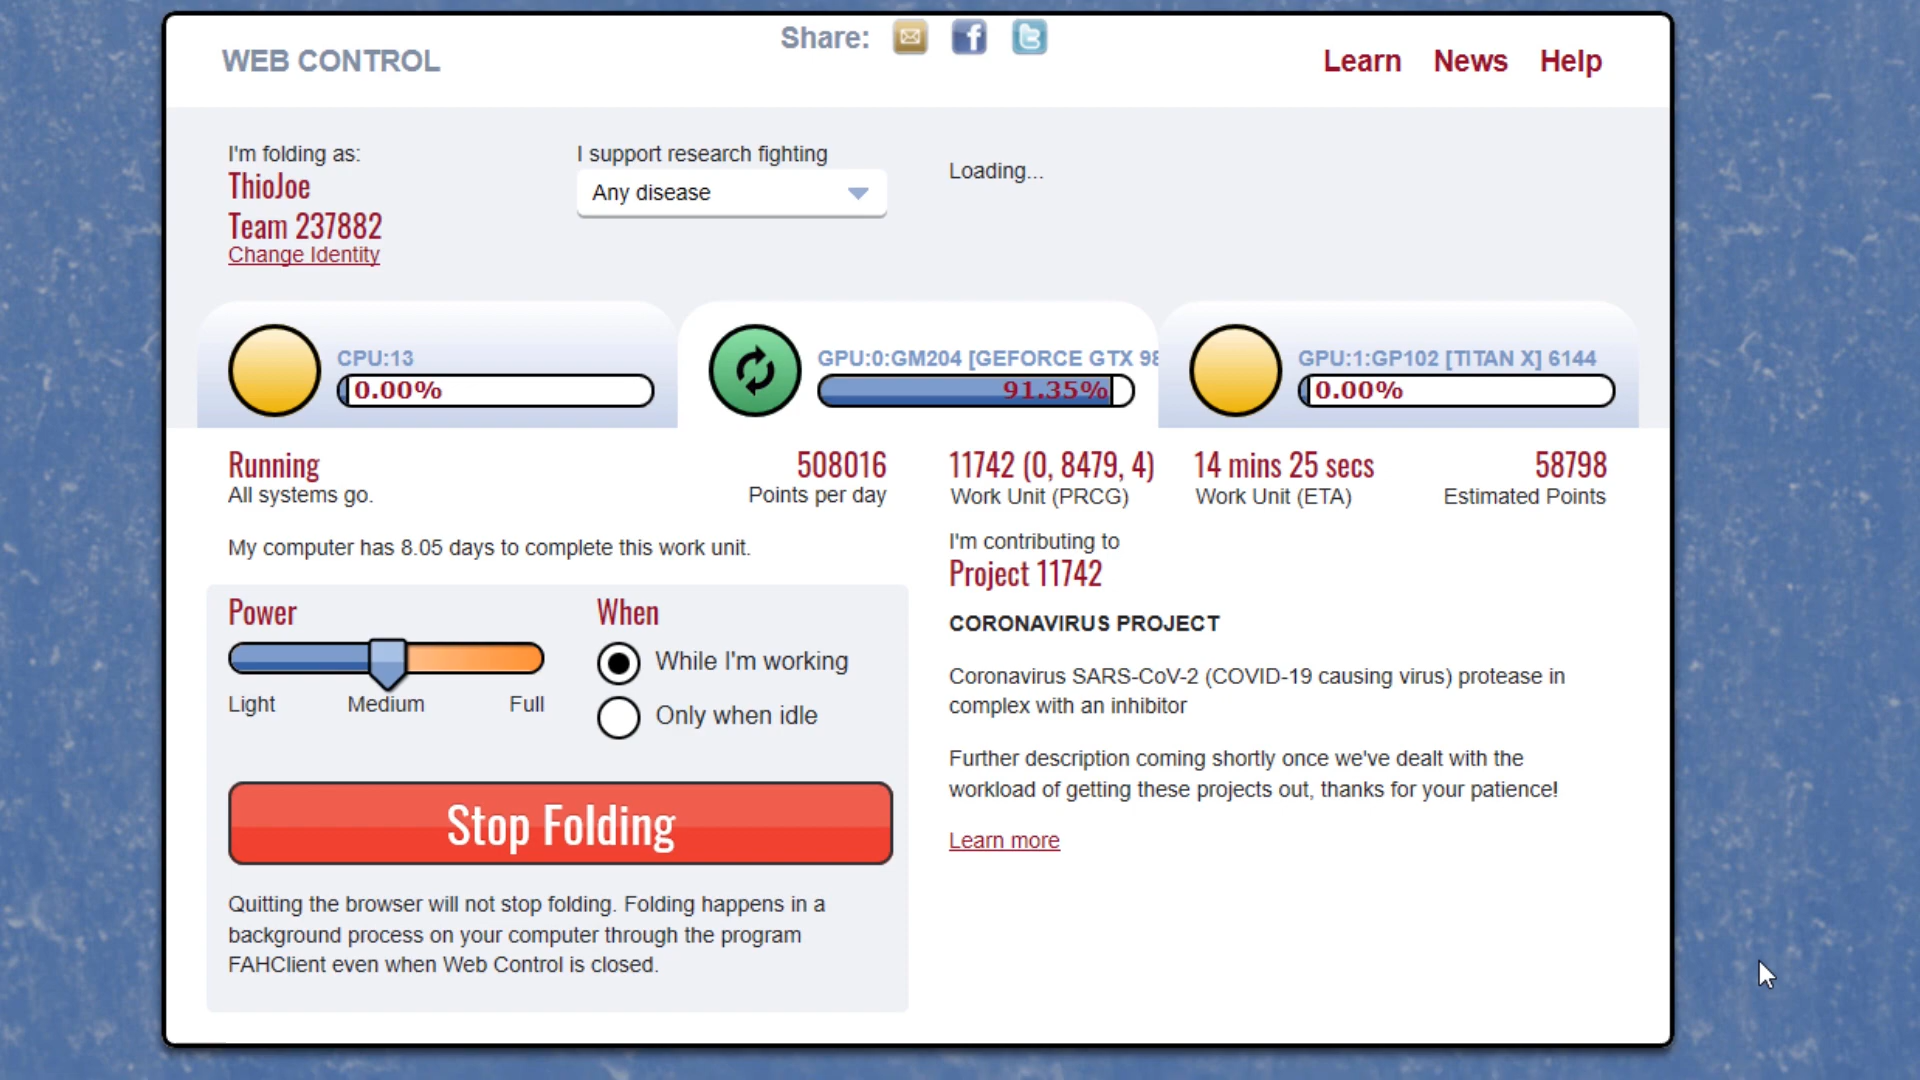 WEB CONTROL
Share:
Learn News Help
I'm folding as:
ThioJoe
Team 237882
Change Identity
I support research fighting
Any disease
Loading...
CPU:13
0.00%
GPU:0:GM204 [GEFORCE GTX 98
91.35%
GPU:1:GP102 [TITAN X] 6144
0.00%
Running
All systems go.
508016
Points per day
11742 (0, 8479, 4)
Work Unit (PRCG)
14 mins 25 secs
Work Unit (ETA)
58798
Estimated Points
My computer has 8.05 days to complete this work unit.
Power
Light Medium Full
When
While I'm working
Only when idle
Stop Folding
Quitting the browser will not stop folding. Folding happens in a
background process on your computer through the program
FAHClient even when Web Control is closed.
I'm contributing to
Project 11742
CORONAVIRUS PROJECT
Coronavirus SARS-CoV-2 (COVID-19 causing virus) protease in
complex with an inhibitor
Further description coming shortly once we've dealt with the
workload of getting these projects out, thanks for your patience!
Learn more